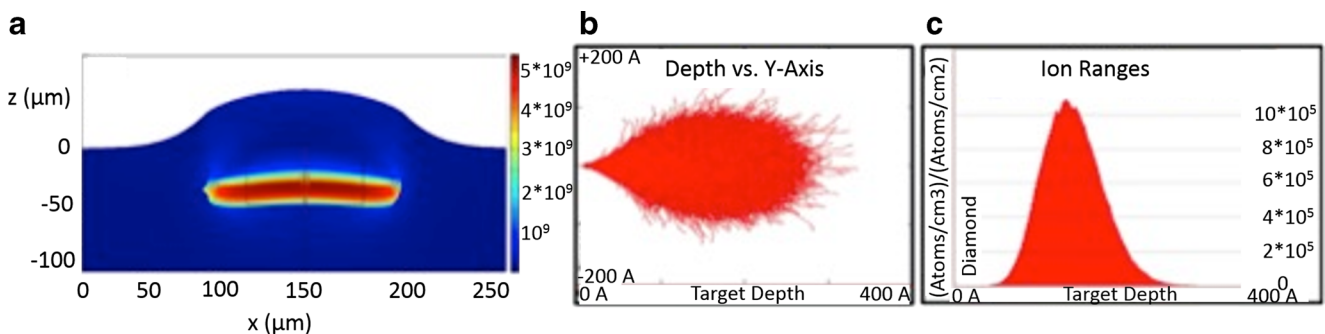 a
z (μm)
0
-50
-100
0 50 100 150 200 250
x (μm)
5*10⁹
4*10⁹
3*10⁹
2*10⁹
10⁹
b
+200 A
Depth vs. Y-Axis
-200 A
0 A Target Depth 400 A
c
Ion Ranges
(Atoms/cm3)/(Atoms/cm2)
Diamond
10*10⁵
8*10⁵
6*10⁵
4*10⁵
2*10⁵
0
0 A Target Depth 400 A